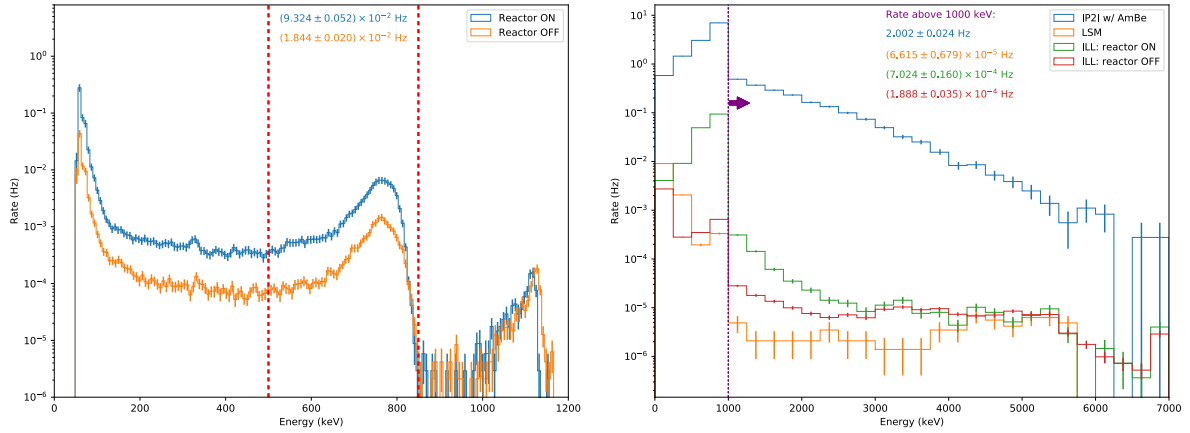 (9.324 ± 0.052) × 10⁻² Hz
(1.844 ± 0.020) × 10⁻² Hz
Reactor ON
Reactor OFF
Rate (Hz)
10⁰
10⁻¹
10⁻²
10⁻³
10⁻⁴
10⁻⁵
10⁻⁶
0 200 400 600 800 1000 1200
Energy (keV)
Rate above 1000 keV:
2.002 ± 0.024 Hz
(6.615 ± 0.679) × 10⁻⁵ Hz
(7.024 ± 0.160) × 10⁻⁴ Hz
(1.888 ± 0.035) × 10⁻⁴ Hz
IP2I w/ AmBe
LSM
ILL: reactor ON
ILL: reactor OFF
Rate (Hz)
10¹
10⁰
10⁻¹
10⁻²
10⁻³
10⁻⁴
10⁻⁵
10⁻⁶
0 1000 2000 3000 4000 5000 6000 7000
Energy (keV)